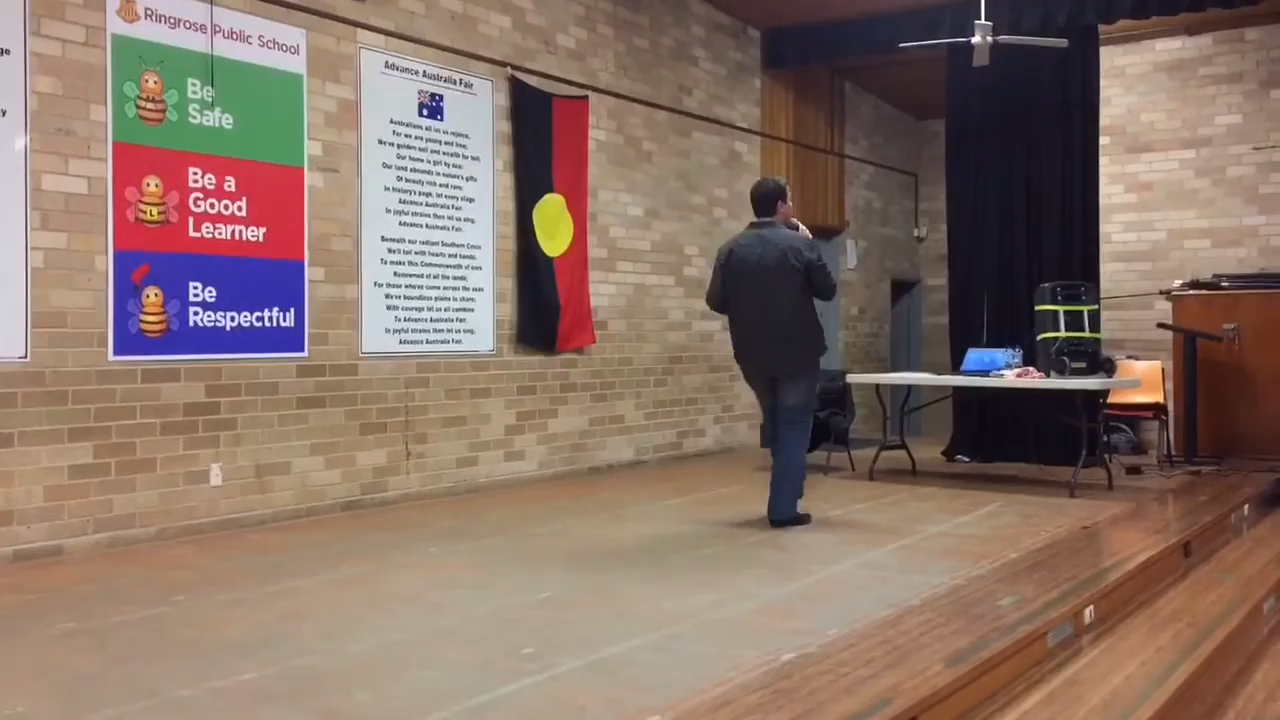 ge
y
Ringrose Public School
Be
Safe
Be a
Good
Learner
L
Be
Respectful
Advance Australia Fair
Australians all let us rejoice,
For we are young and free;
We've golden soil and wealth for toil;
Our home is girt by sea;
Our land abounds in nature's gifts
Of beauty rich and rare;
In history's page, let every stage
Advance Australia Fair.
In joyful strains then let us sing,
Advance Australia Fair.
Beneath our radiant Southern Cross
We'll toil with hearts and hands;
To make this Commonwealth of ours
Renowned of all the lands;
For those who've come across the seas
We've boundless plains to share;
With courage let us all combine
To Advance Australia Fair.
In joyful strains then let us sing,
Advance Australia Fair.